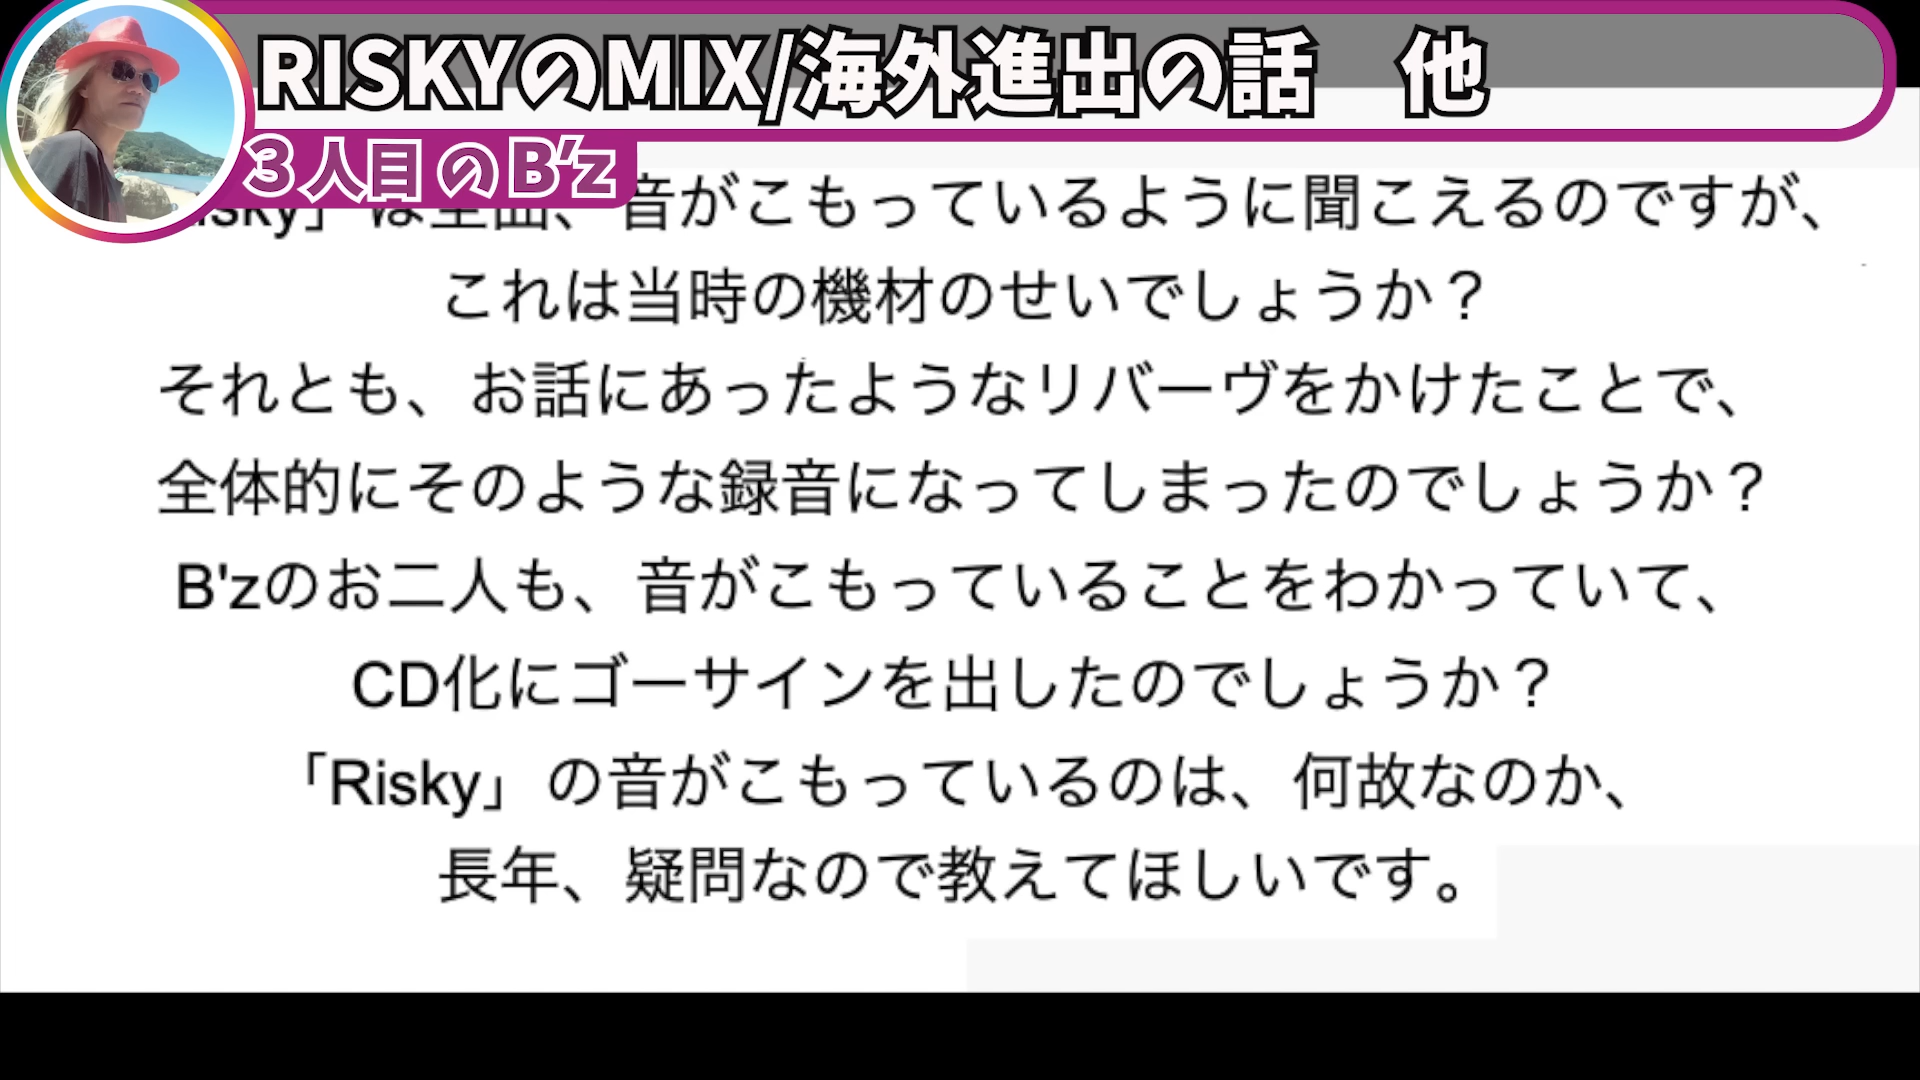 RISKYのMIX/海外進出の話　他
3人目のB'z
isky」は全曲、音がこもっているように聞こえるのですが、
これは当時の機材のせいでしょうか？
それとも、お話にあったようなリバーヴをかけたことで、
全体的にそのような録音になってしまったのでしょうか？
B'zのお二人も、音がこもっていることをわかっていて、
CD化にゴーサインを出したのでしょうか？
「Risky」の音がこもっているのは、何故なのか、
長年、疑問なので教えてほしいです。